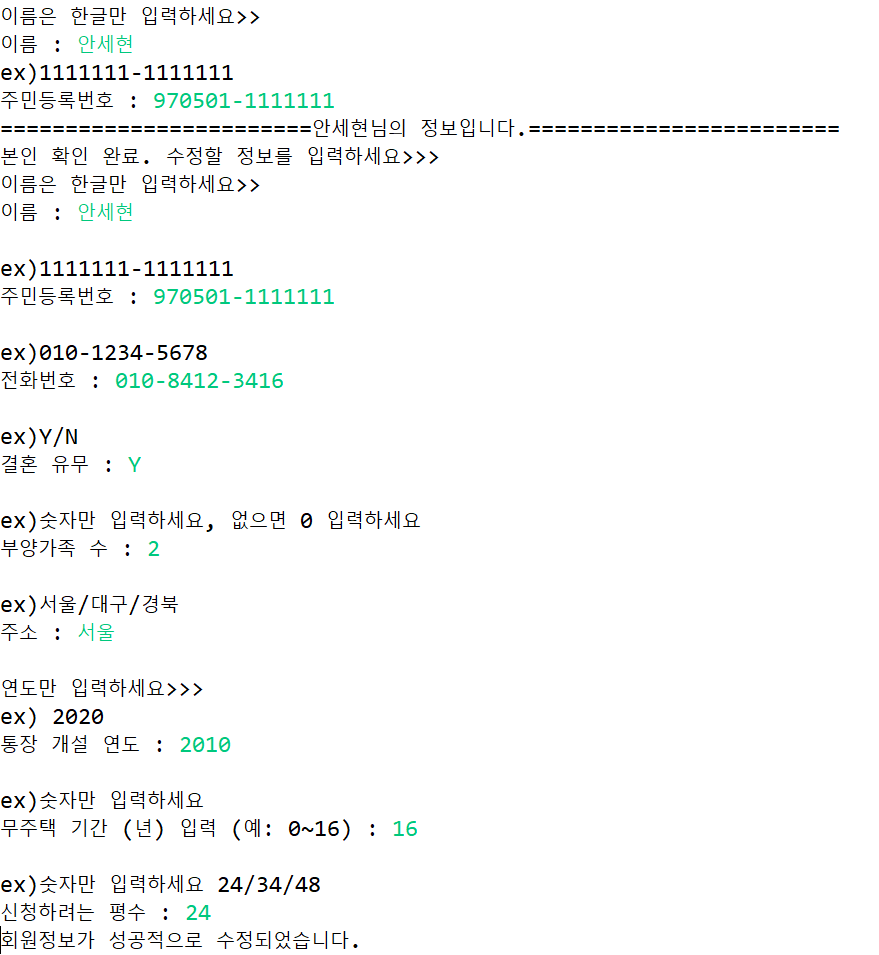 이름은 한글만 입력하세요>>
이름 : 안세현
ex)1111111-1111111
주민등록번호 : 970501-1111111
========================안세현님의 정보입니다.========================
본인 확인 완료. 수정할 정보를 입력하세요>>>
이름은 한글만 입력하세요>>
이름 : 안세현
ex)1111111-1111111
주민등록번호 : 970501-1111111
ex)010-1234-5678
전화번호 : 010-8412-3416
ex)Y/N
결혼 유무 : Y
ex)숫자만 입력하세요, 없으면 0 입력하세요
부양가족 수 : 2
ex)서울/대구/경북
주소 : 서울
연도만 입력하세요>>>
ex) 2020
통장 개설 연도 : 2010
ex)숫자만 입력하세요
무주택 기간 (년) 입력 (예: 0~16) : 16
ex)숫자만 입력하세요 24/34/48
신청하려는 평수 : 24
회원정보가 성공적으로 수정되었습니다.